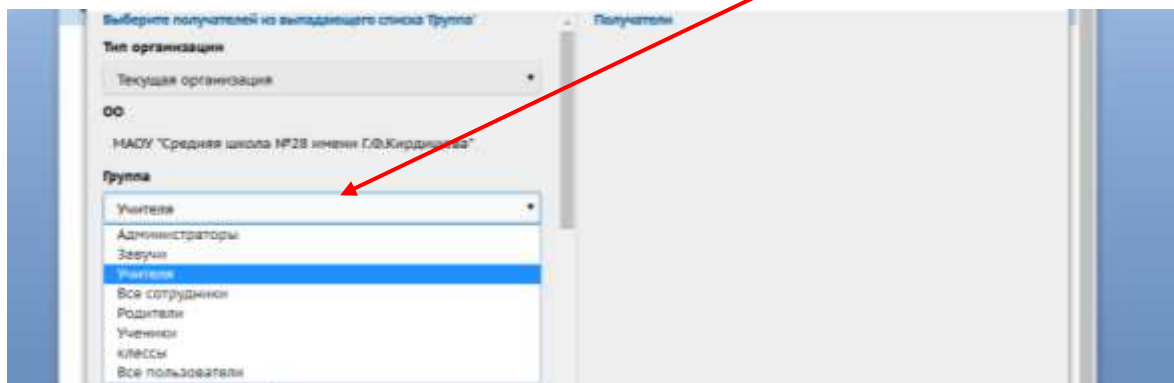 Выберите получателей из выпадающего списка 'Группа'
Получатели
Тип организации
Текущая организация
ОО
МАОУ "Средняя школа №28 имени Г.Ф.Кирдищева"
Группа
Учителя
Администраторы
Завучи
Учителя
Все сотрудники
Родители
Ученики
классы
Все пользователи